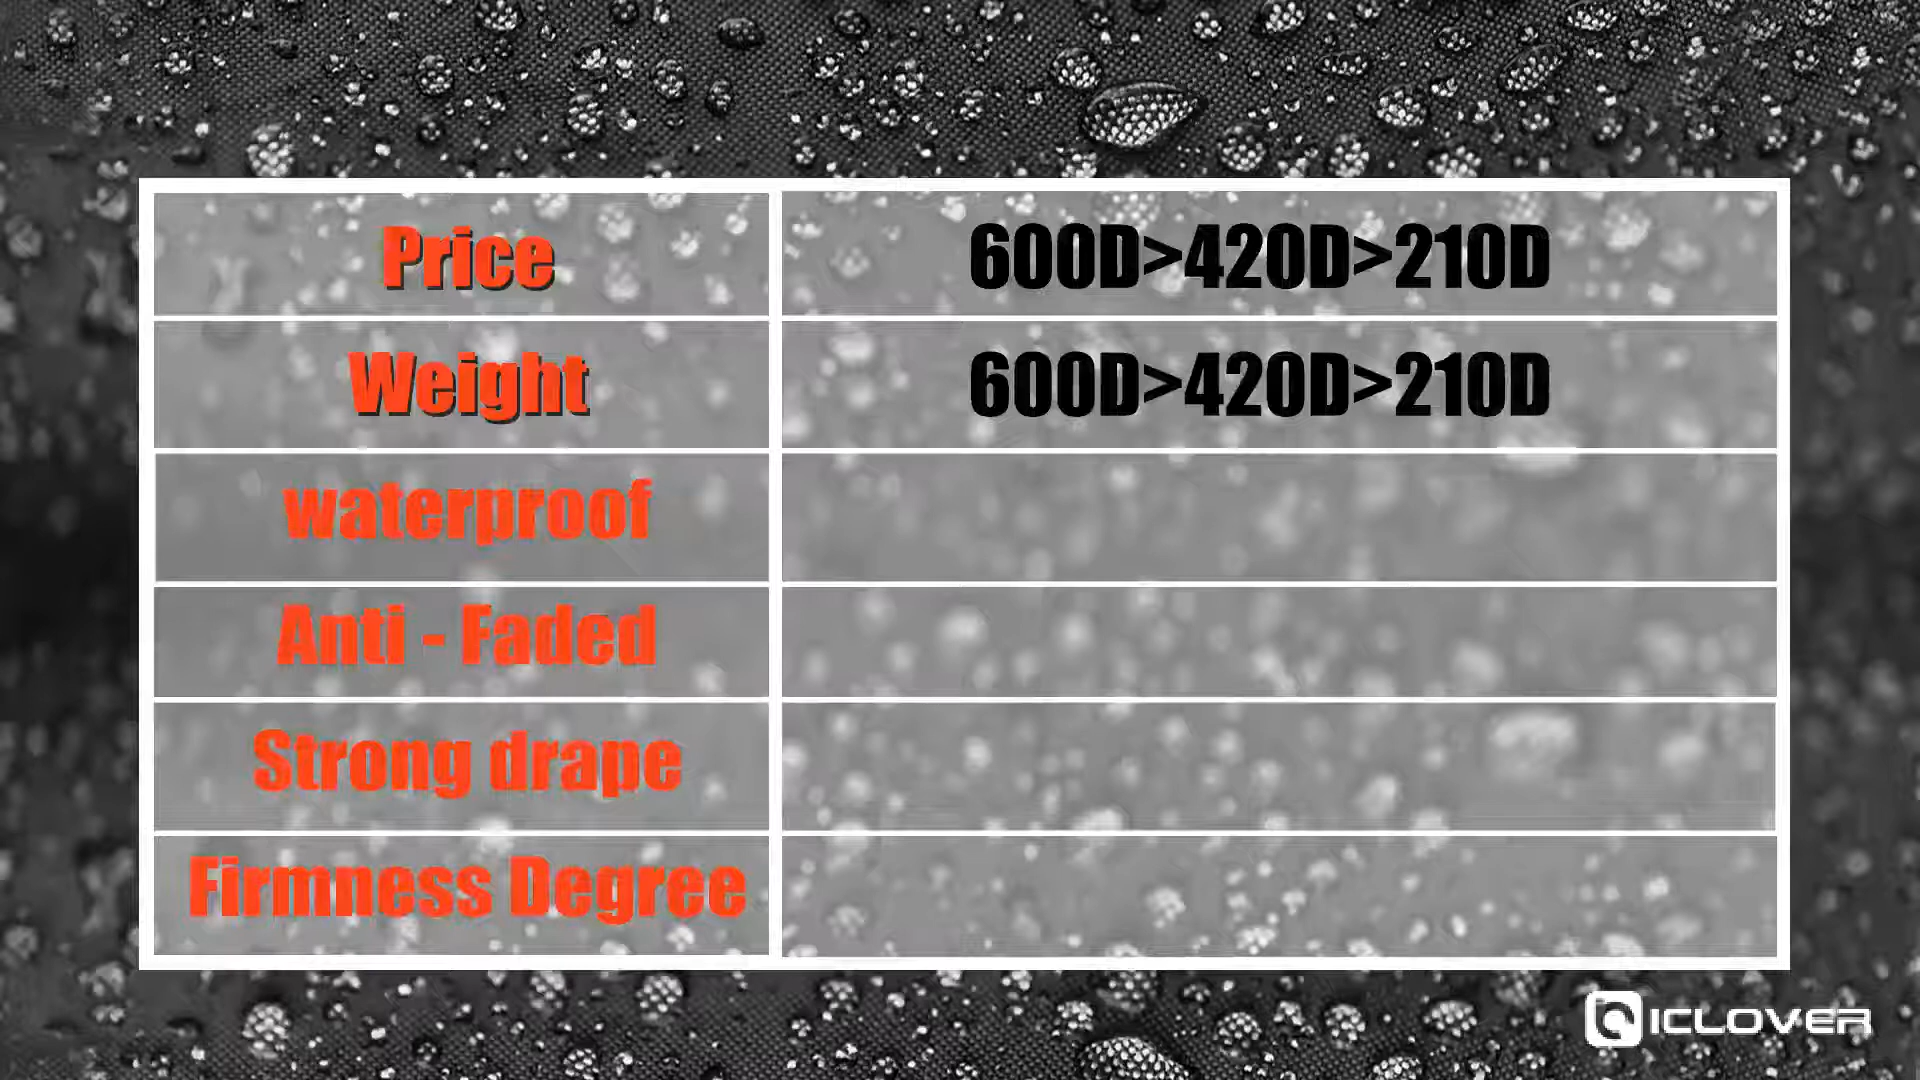 Price
600D>420D>210D
Weight
600D>420D>210D
waterproof
Anti - Faded
Strong drape
Firmness Degree
ICLOVER